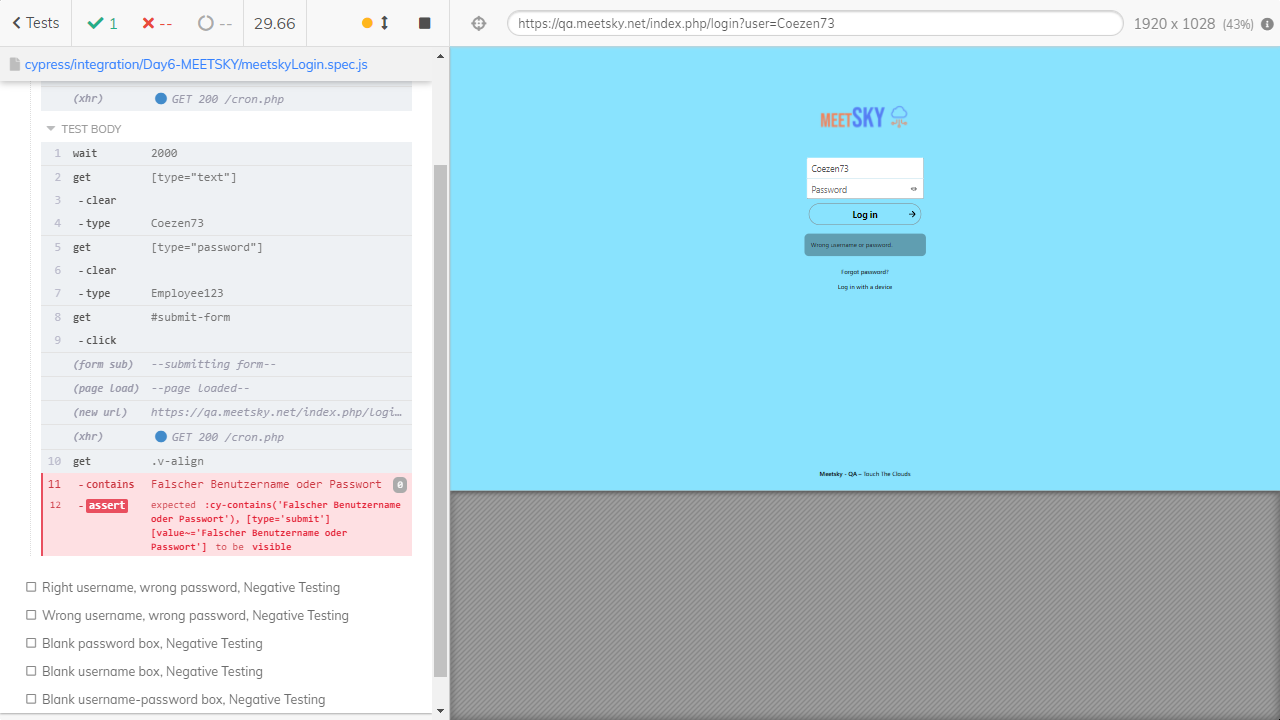 Tests
1
--
--
29.66
https://qa.meetsky.net/index.php/login?user=Coezen73
1920 x 1028 (43%)
cypress/integration/Day6-MEETSKY/meetskyLogin.spec.js
(xhr) GET 200 /cron.php
TEST BODY
1 wait 2000
2 get [type="text"]
3 -clear
4 -type Coezen73
5 get [type="password"]
6 -clear
7 -type Employee123
8 get #submit-form
9 -click
(form sub) --submitting form--
(page load) --page loaded--
(new url) https://qa.meetsky.net/index.php/logi…
(xhr) GET 200 /cron.php
10 get .v-align
11 -contains Falscher Benutzername oder Passwort 0
12 -assert expected :cy-contains('Falscher Benutzername
oder Passwort'), [type='submit']
[value~='Falscher Benutzername oder
Passwort'] to be visible
Right username, wrong password, Negative Testing
Wrong username, wrong password, Negative Testing
Blank password box, Negative Testing
Blank username box, Negative Testing
Blank username-password box, Negative Testing
MEETSKY
Coezen73
Password
Log in
Wrong username or password.
Forgot password?
Log in with a device
Meetsky - QA – Touch The Clouds